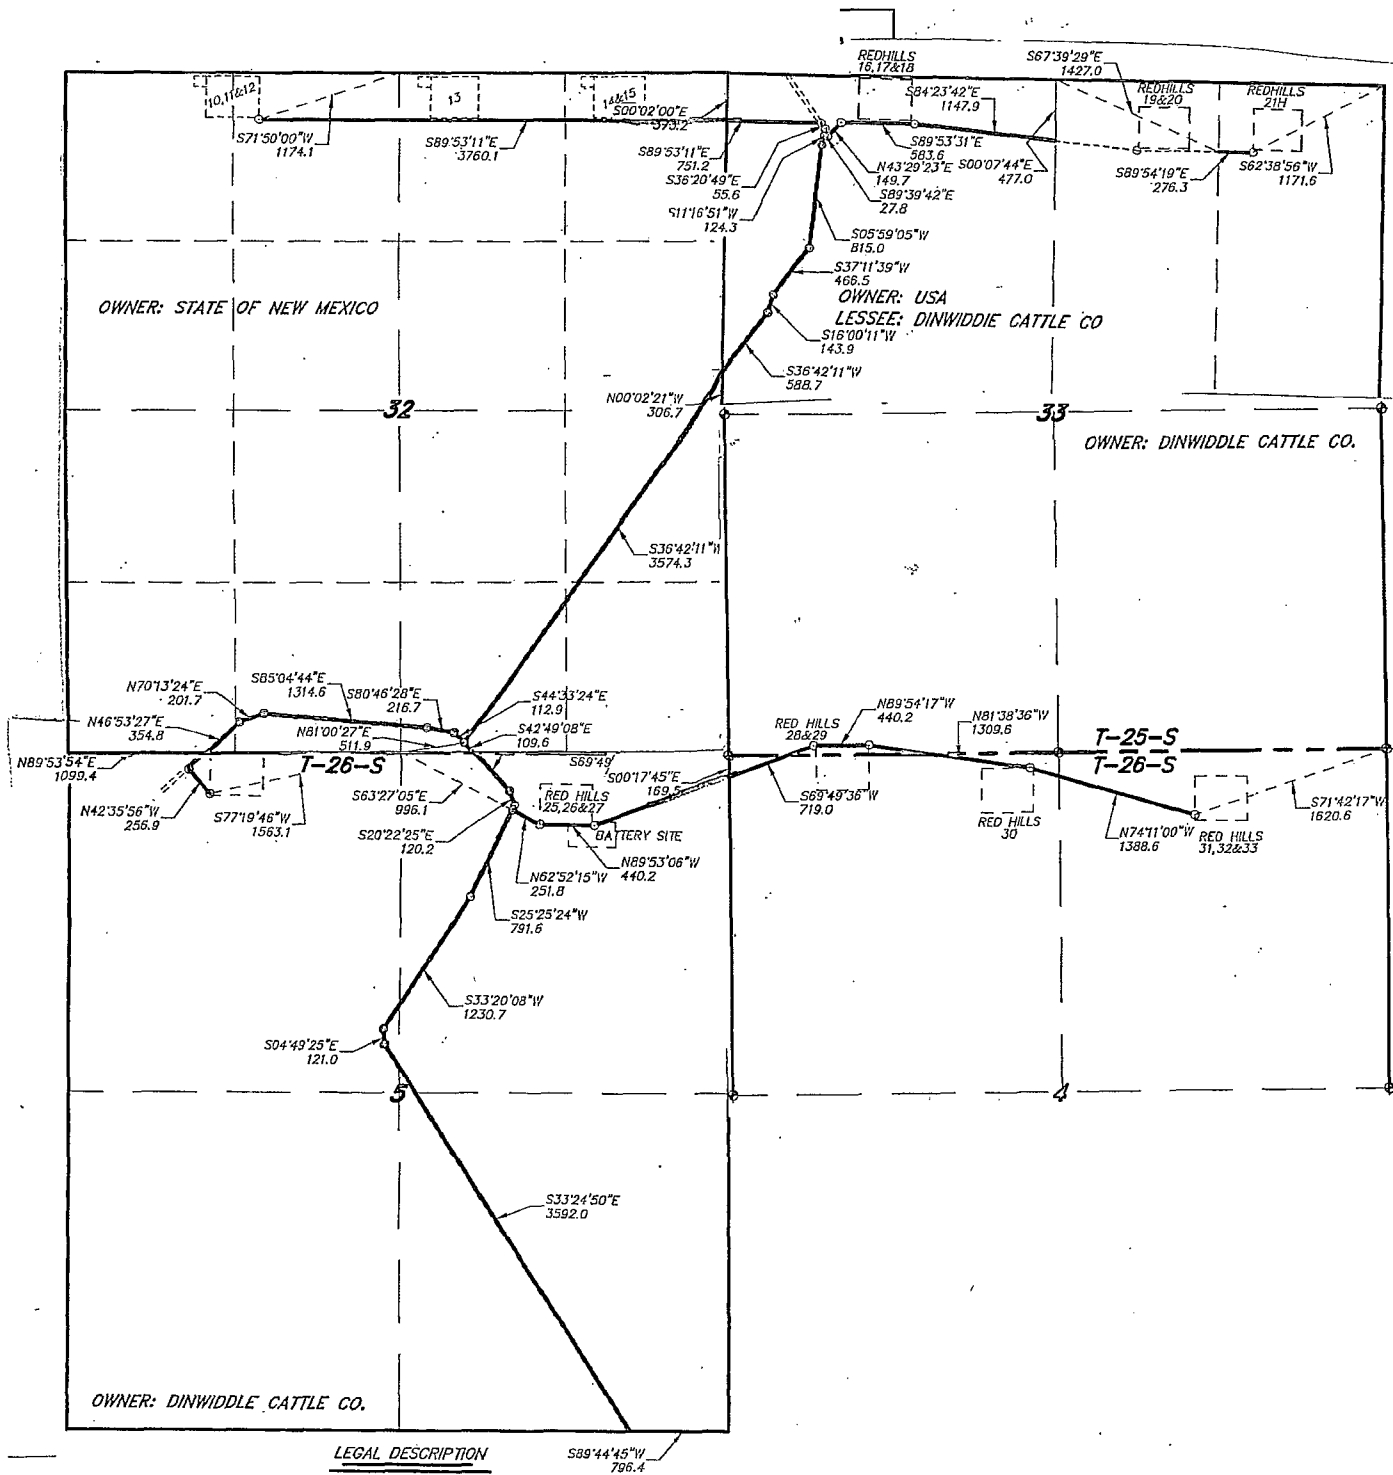 REDHILLS
16,17&18
S67°39'29"E
1427.0
10,11&12
13
14&15
S00°02'00"E
373.2
S84°23'42"E
1147.9
REDHILLS
19&20
REDHILLS
21H
S71°50'00"W
1174.1
S89°53'11"E
3760.1
S89°53'11"E
751.2
S36°20'49"E
55.6
S11°16'51"W
124.3
S89°53'31"E
583.6
N43°29'23"E
149.7
S89°39'42"E
27.8
S00°07'44"E
477.0
S89°54'19"E
276.3
S62°38'56"W
1171.6
S05°59'05"W
815.0
S37°11'39"W
466.5
OWNER: STATE OF NEW MEXICO
OWNER: USA
LESSEE: DINWIDDIE CATTLE CO
S16°00'11"W
143.9
S36°42'11"W
588.7
N00°02'21"W
306.7
32
33
OWNER: DINWIDDLE CATTLE CO.
S36°42'11"W
3574.3
N70°13'24"E
201.7
S85°04'44"E
1314.6
S80°46'28"E
216.7
S44°33'24"E
112.9
N46°53'27"E
354.8
N81°00'27"E
511.9
S42°49'08"E
109.6
RED HILLS
28&29
N89°54'17"W
440.2
N81°38'36"W
1309.6
T-25-S
T-26-S
N89°53'54"E
1099.4
T-26-S
S69°49
S00°17'45"E
169.5
N42°35'56"W
256.9
S77°19'46"W
1563.1
S63°27'05"E
996.1
RED HILLS
25,26&27
S69°49'36"W
719.0
S20°22'25"E
120.2
BATTERY SITE
RED HILLS
30
N74°11'00"W
1388.6
RED HILLS
31,32&33
S71°42'17"W
1620.6
N62°52'15"W
251.8
N89°53'06"W
440.2
S25°25'24"W
791.6
S33°20'08"W
1230.7
S04°49'25"E
121.0
5
4
S33°24'50"E
3592.0
OWNER: DINWIDDLE CATTLE CO.
LEGAL DESCRIPTION
S89°44'45"W
796.4